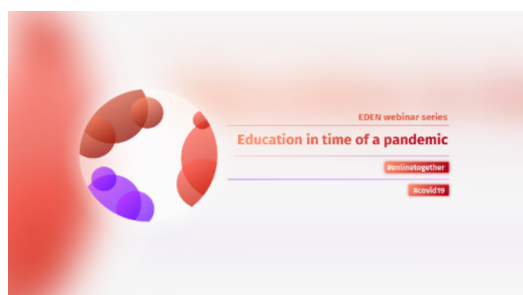 EDEN webinar series
Education in time of a pandemic
#onlinetogether
#covid19